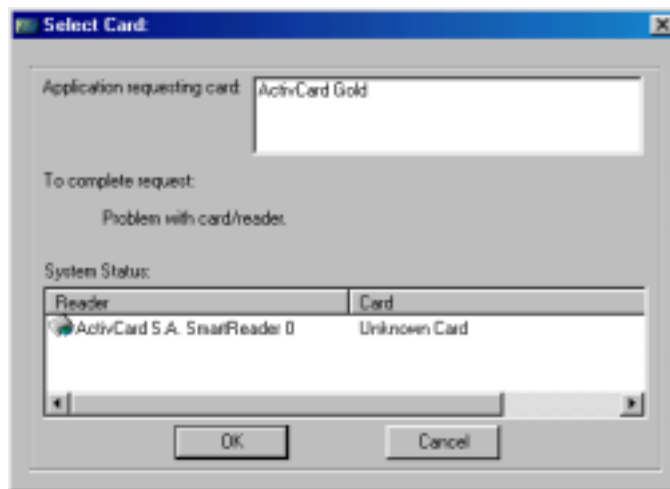 Select Card:
Application requesting card: ActivCard Gold
To complete request:
Problem with card/reader.
System Status:
Reader Card
ActivCard S.A. SmartReader 0 Unknown Card
OK Cancel